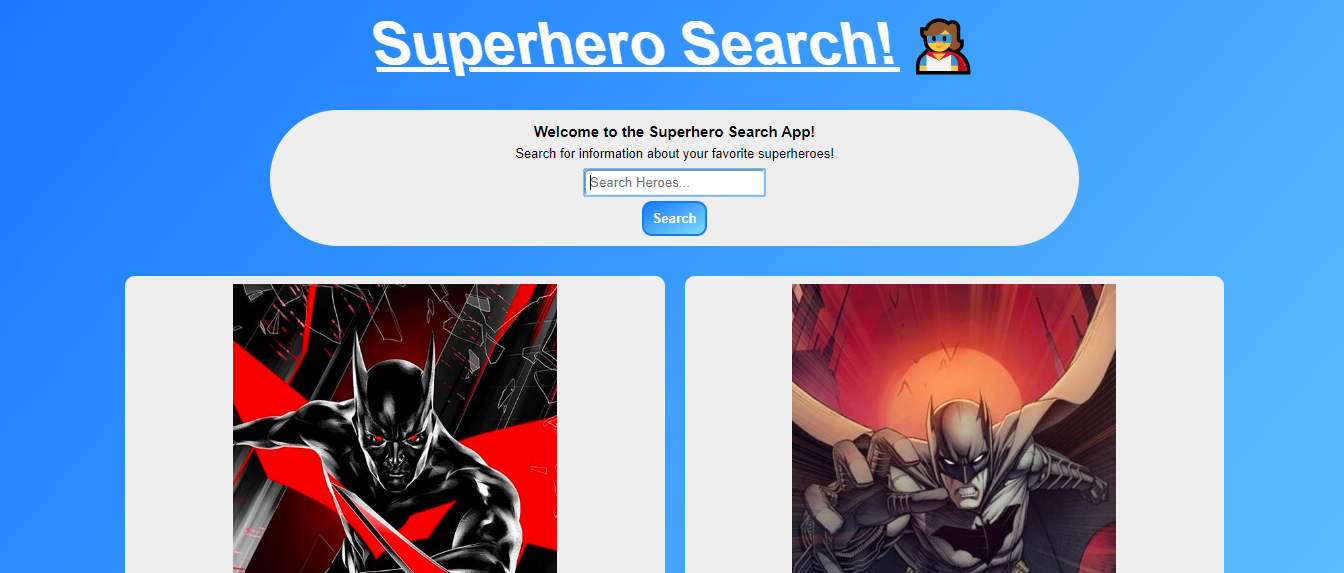 Superhero Search!
Welcome to the Superhero Search App!
Search for information about your favorite superheroes!
Search Heroes...
Search